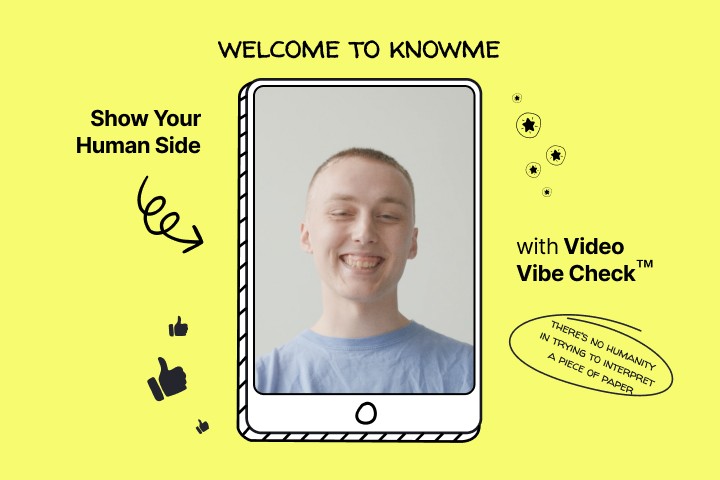 WELCOME TO KNOWME
Show Your
Human Side
with Video
Vibe Check™
THERE'S NO HUMANITY
IN TRYING TO INTERPRET
A PIECE OF PAPER